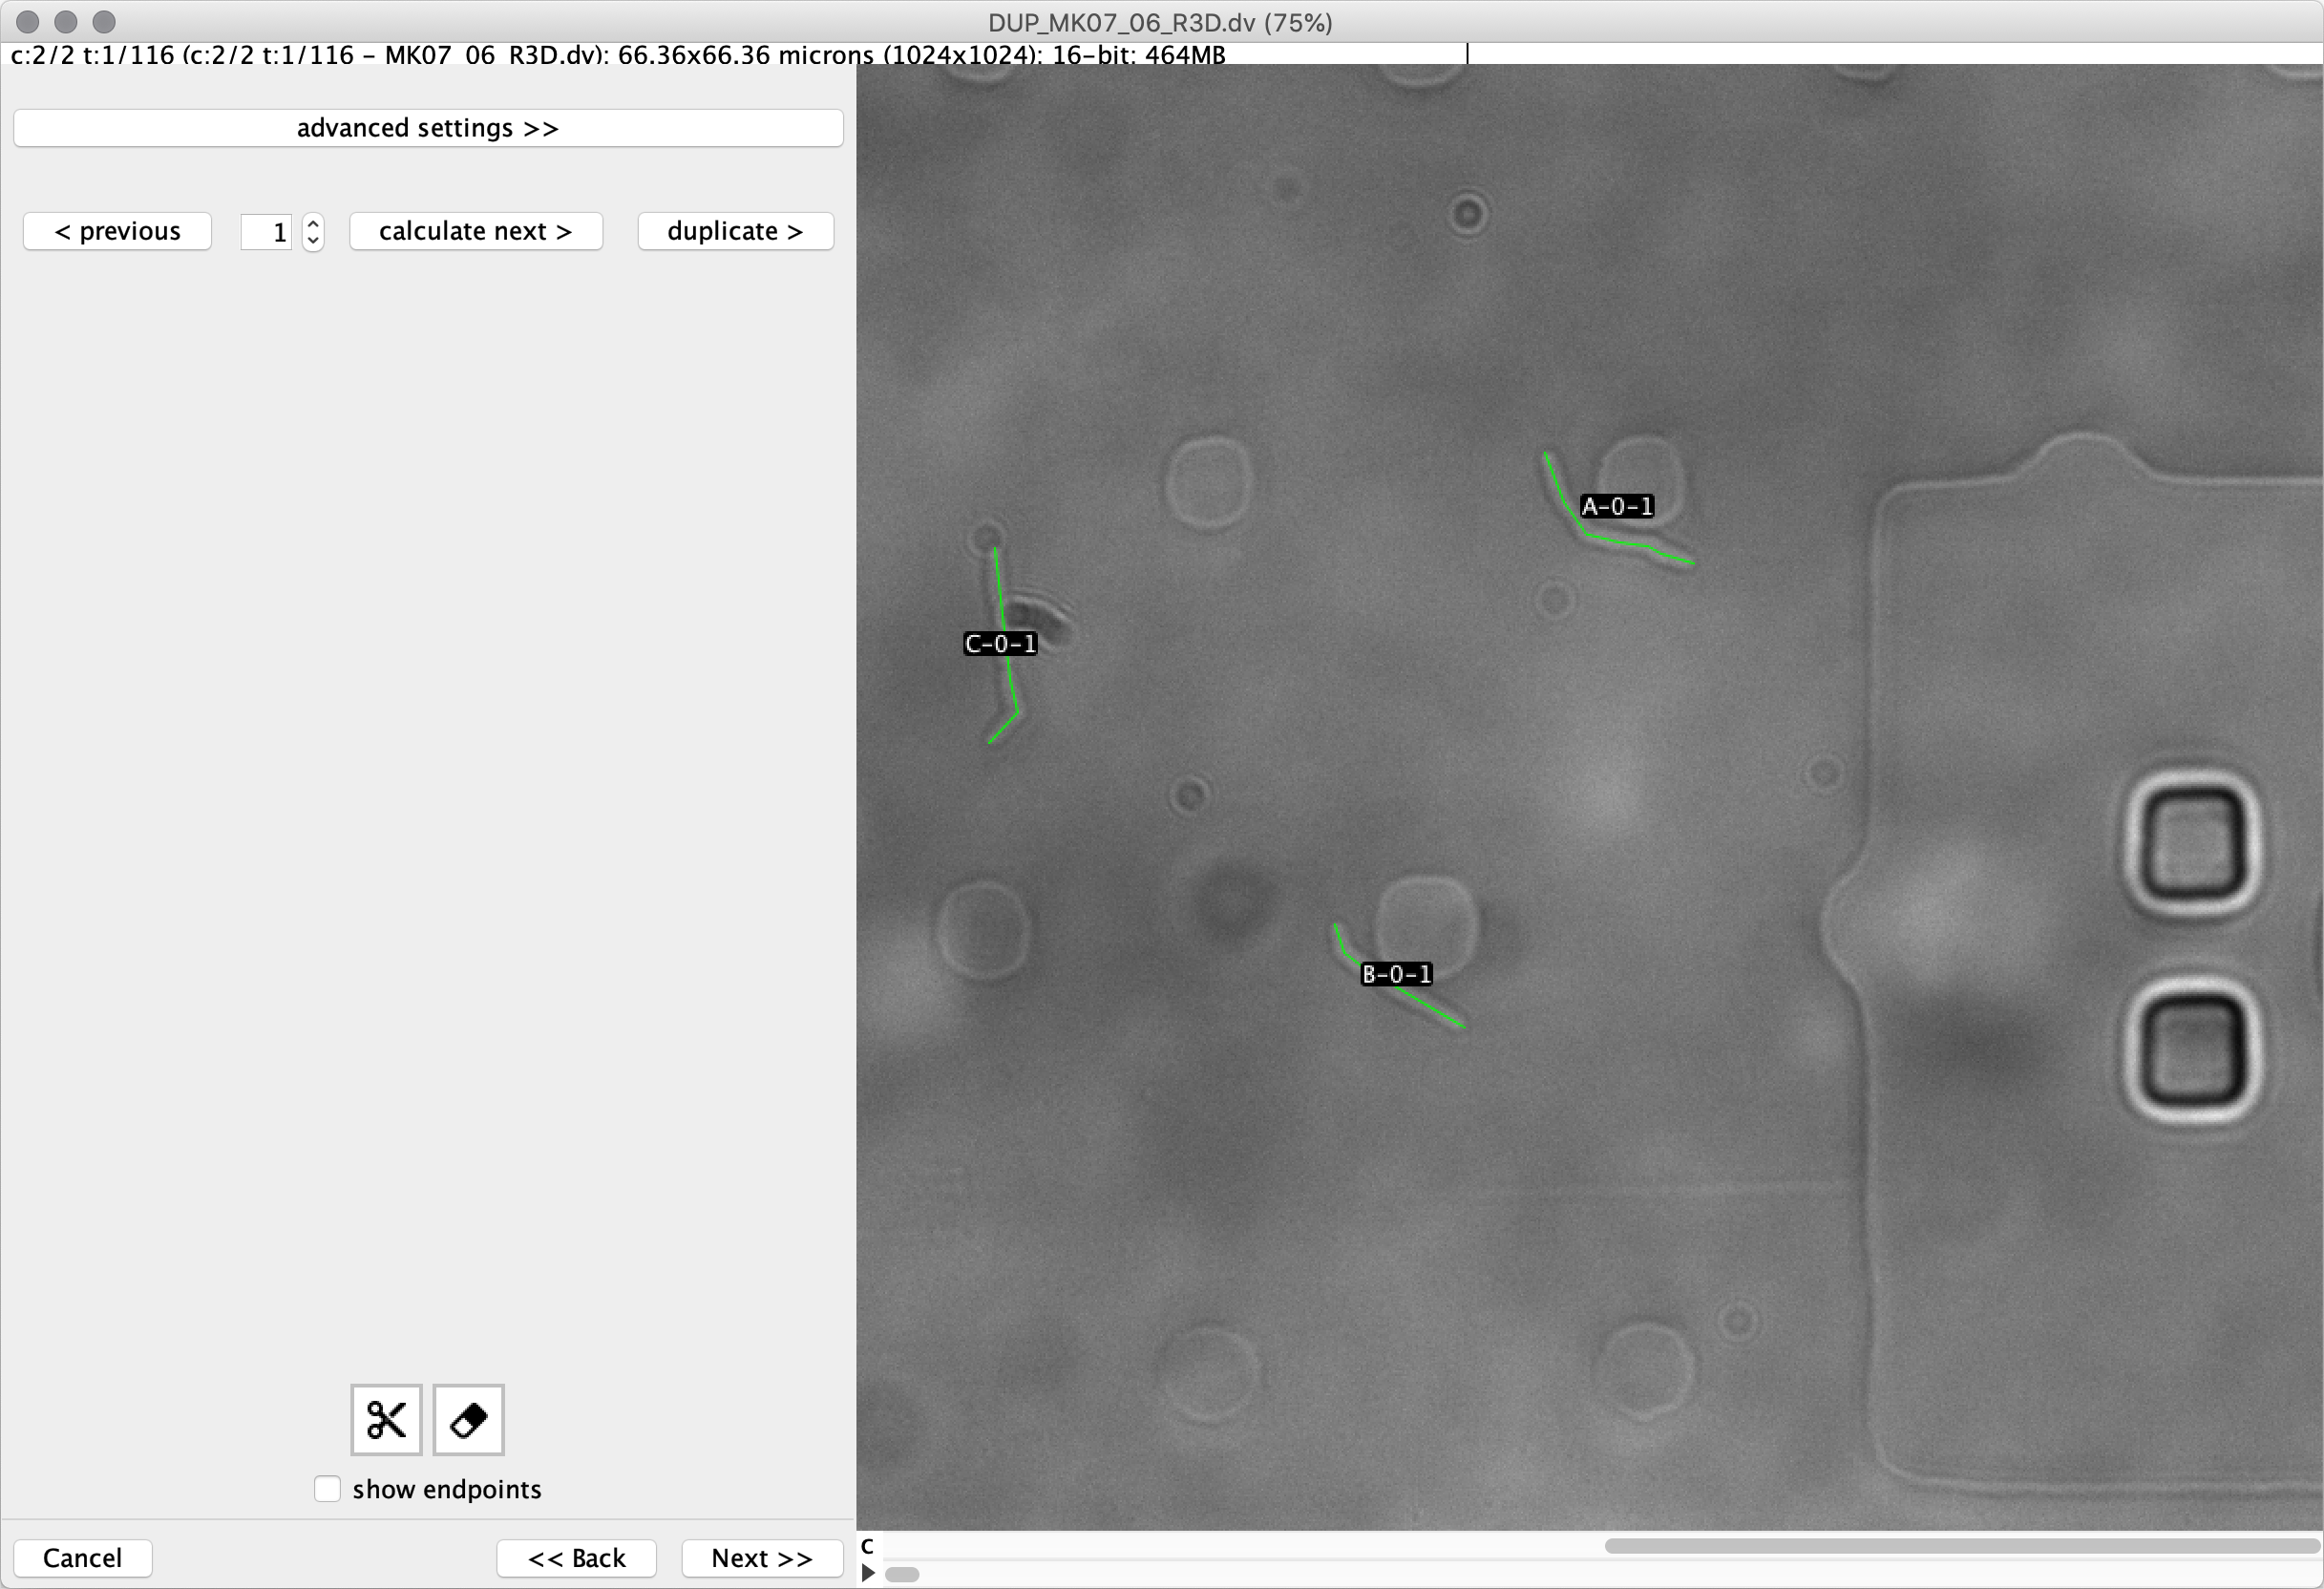 DUP_MK07_06_R3D.dv (75%)
c:2/2 t:1/116 (c:2/2 t:1/116 - MK07_06_R3D.dv): 66.36x66.36 microns (1024x1024); 16-bit; 464MB
advanced settings >>
< previous 1 calculate next > duplicate >
A-0-1
C-0-1
B-0-1
show endpoints
Cancel << Back Next >>
C